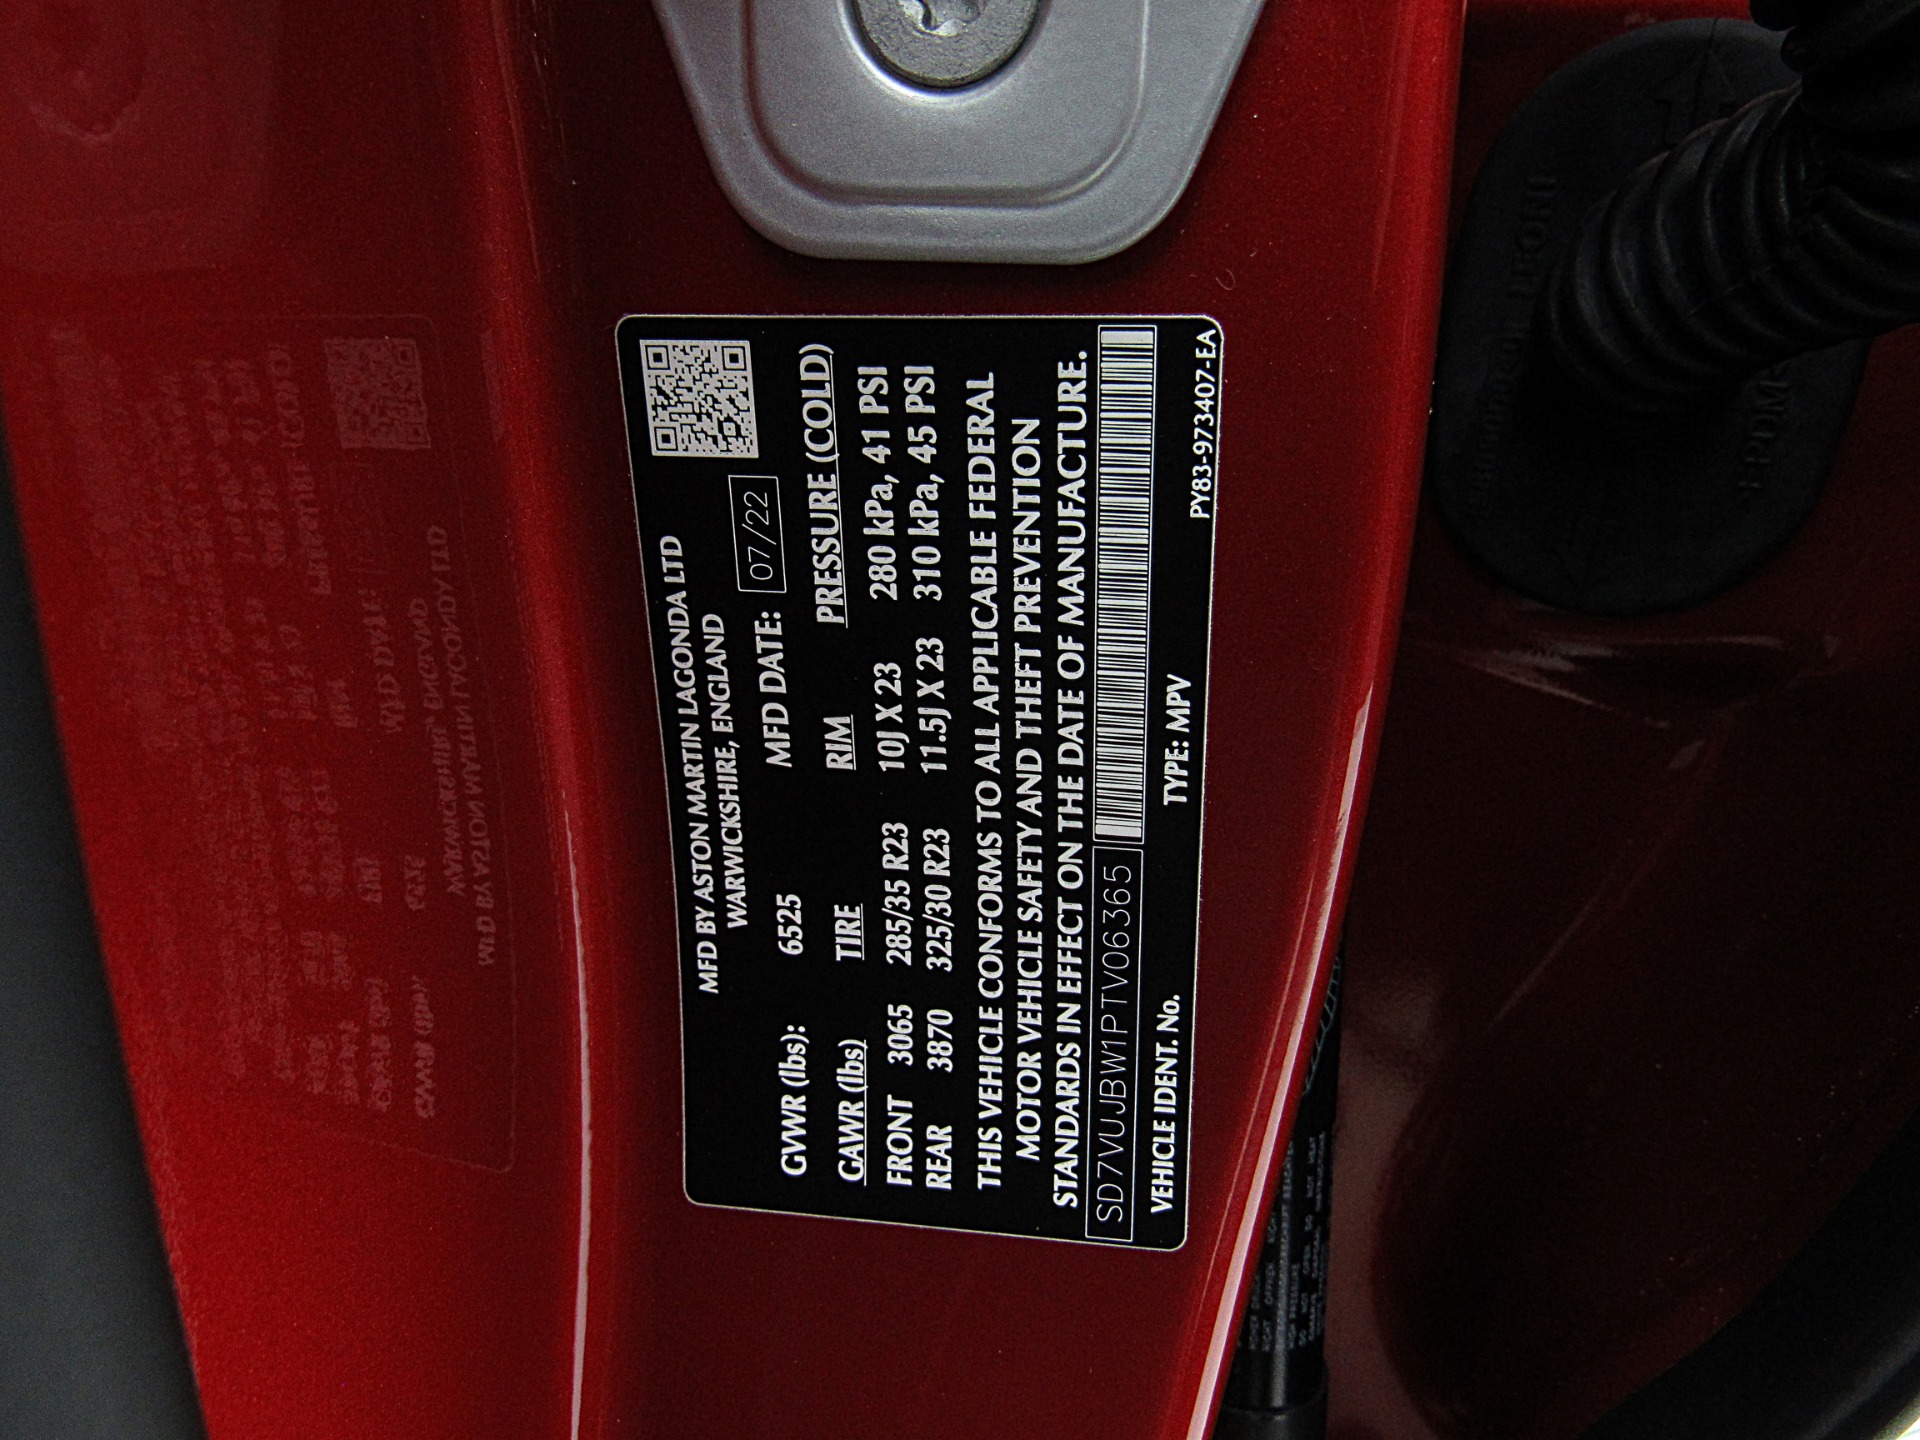 MFD BY ASTON MARTIN LAGONDA LTD
WARWICKSHIRE, ENGLAND
GVWR (lbs): 6525 MFD DATE: 07/22
GAWR (lbs) TIRE RIM PRESSURE (COLD)
FRONT 3065 285/35 R23 10J X 23 280 kPa, 41 PSI
REAR 3870 325/30 R23 11.5J X 23 310 kPa, 45 PSI
THIS VEHICLE CONFORMS TO ALL APPLICABLE FEDERAL
MOTOR VEHICLE SAFETY AND THEFT PREVENTION
STANDARDS IN EFFECT ON THE DATE OF MANUFACTURE.
SD7VUJBW1PTV06365
VEHICLE IDENT. No. TYPE: MPV
PY83-973407-EA
LEONI
EPDM